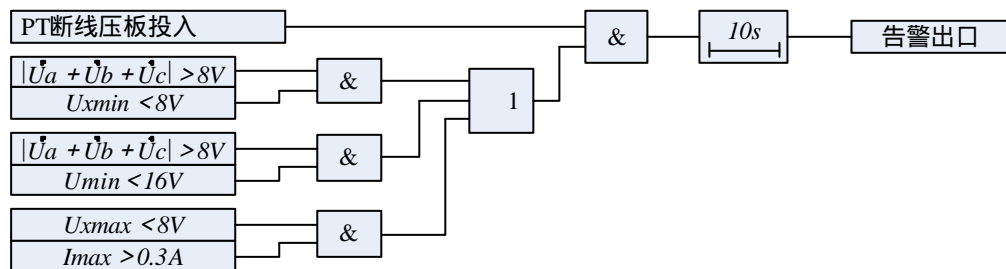 PT断线压板投入
&
10s
告警出口
|U̇a + U̇b + U̇c| >8V
Uxmin <8V
&
1
|U̇a + U̇b + U̇c| >8V
Umin <16V
&
Uxmax <8V
Imax >0.3A
&